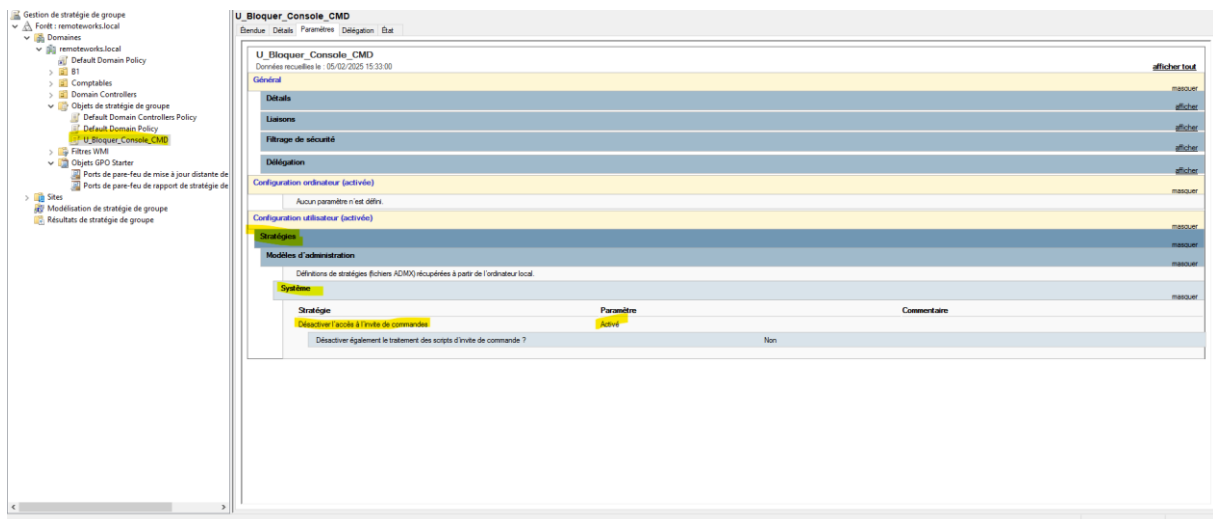 Gestion de stratégie de groupe
Forêt : remoteworks.local
Domaines
remoteworks.local
Default Domain Policy
B1
Comptables
Domain Controllers
Objets de stratégie de groupe
Default Domain Controllers Policy
Default Domain Policy
U_Bloquer_Console_CMD
Filtres WMI
Objets GPO Starter
Ports de pare-feu de mise à jour distante de
Ports de pare-feu de rapport de stratégie de
Sites
Modélisation de stratégie de groupe
Résultats de stratégie de groupe
U_Bloquer_Console_CMD
Étendue Détails Paramètres Délégation État
U_Bloquer_Console_CMD
Données recueillies le : 05/02/2025 15:33:00 afficher tout
Général masquer
Détails afficher
Liaisons afficher
Filtrage de sécurité afficher
Délégation afficher
Configuration ordinateur (activée) masquer
Aucun paramètre n'est défini.
Configuration utilisateur (activée) masquer
Stratégies masquer
Modèles d'administration masquer
Définitions de stratégies (fichiers ADMX) récupérées à partir de l'ordinateur local.
Système masquer
Stratégie Paramètre Commentaire
Désactiver l'accès à l'invite de commandes Activé
Désactiver également le traitement des scripts d'invite de commande ? Non